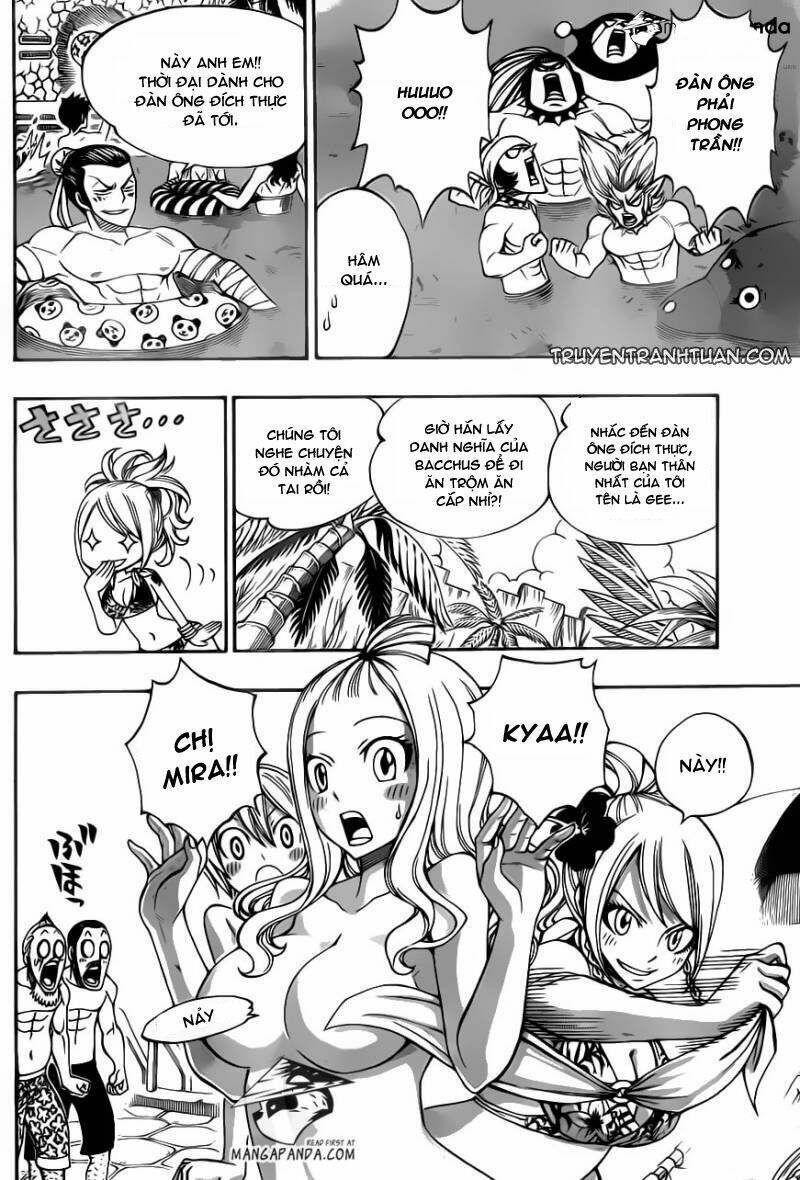 NÀY ANH EM!!
THỜI ĐẠI DÀNH CHO
ĐÀN ÔNG ĐÍCH THỰC
ĐÃ TỚI.
HUUUO
OOO!!
ĐÀN ÔNG
PHẢI
PHONG
TRẦN!!
HÂM
QUÁ...
TRUYENTRANHTUAN.COM
ささささ...
CHÚNG TÔI
NGHE CHUYỆN
ĐÓ NHÀM CẢ
TAI RỒI!
GIỜ HẮN LẤY
DANH NGHĨA CỦA
BACCHUS ĐỂ ĐI
ĂN TRỘM ĂN
CẮP NHÍ?!
NHẮC ĐẾN ĐÀN
ÔNG ĐÍCH THỰC,
NGƯỜI BẠN THÂN
NHẤT CỦA TÔI
TÊN LÀ GEE...
CHỊ
MIRA!!
KYAA!!
NÀY!!
ぶほっ
NẢY
READ FIRST AT
MANGAPANDA.COM